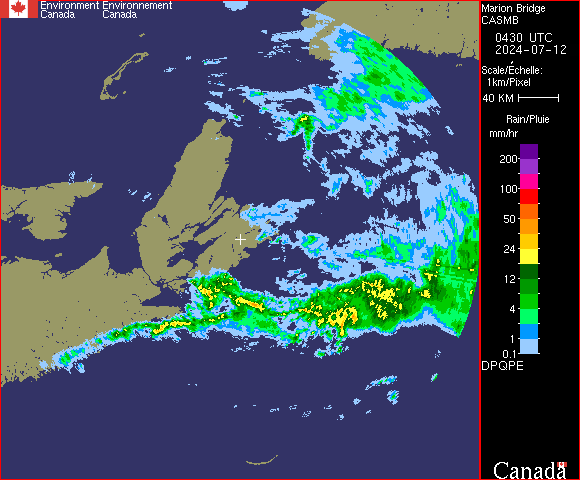 Environment Environnement
Canada Canada
Marion Bridge
CASMB
0430 UTC
2024-07-12
Scale/Echelle:
1km/Pixel
40 KM
Rain/Pluie
mm/hr
200
100
50
24
12
4
1
0.1
DPQPE
Canada